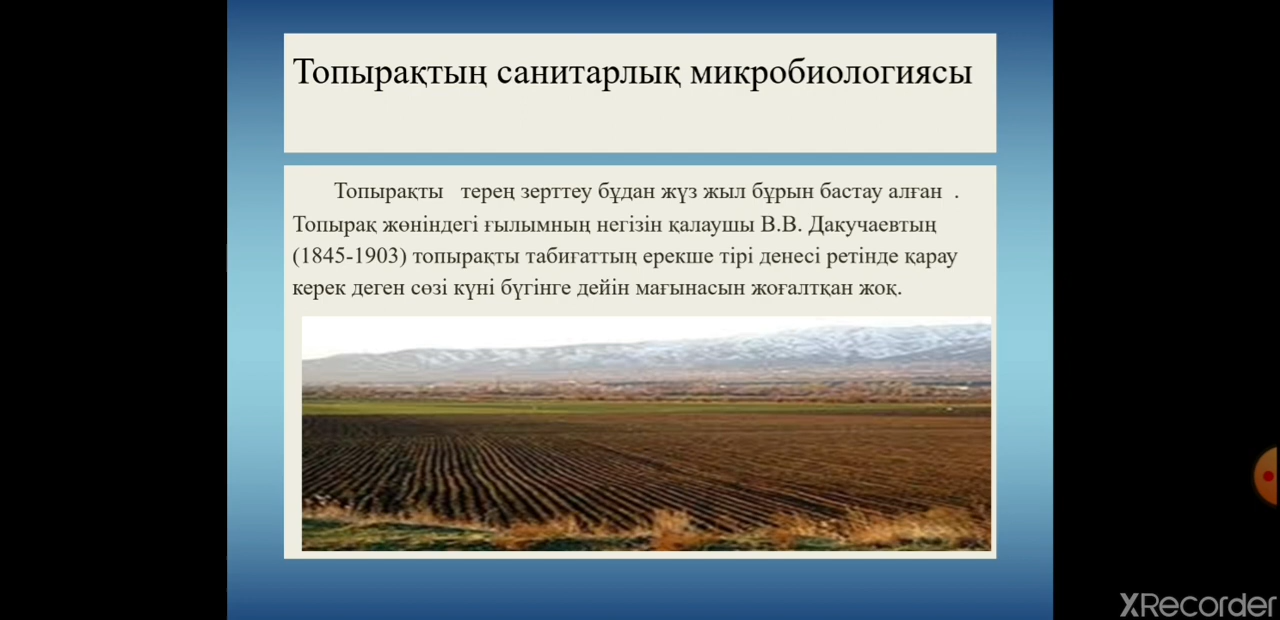 Топырақтың санитарлық микробиологиясы
Топырақты терең зерттеу бұдан жүз жыл бұрын бастау алған .
Топырақ жөніндегі ғылымның негізін қалаушы В.В. Дакучаевтың
(1845-1903) топырақты табиғаттың ерекше тірі денесі ретінде қарау
керек деген сөзі күні бүгінге дейін мағынасын жоғалтқан жоқ.
XRecorder